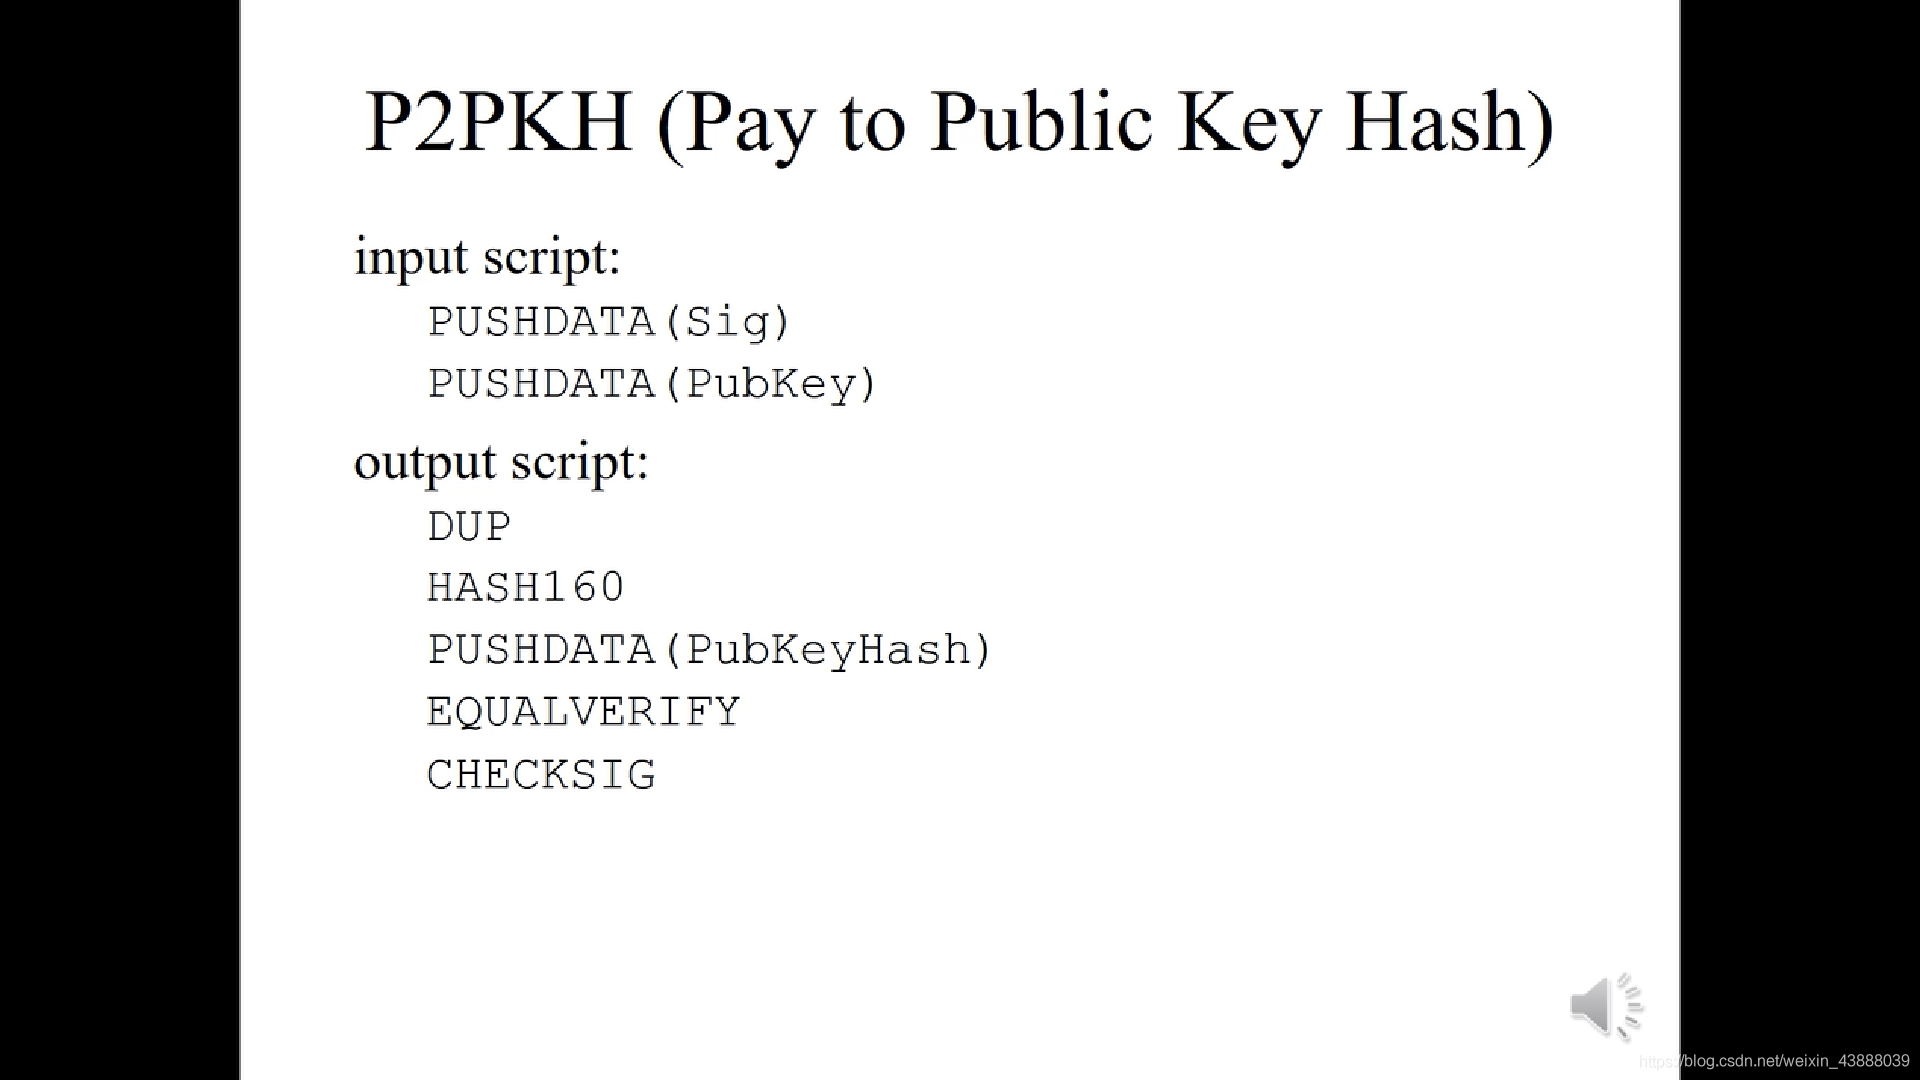 P2PKH (Pay to Public Key Hash)
input script:
PUSHDATA(Sig)
PUSHDATA(PubKey)
output script:
DUP
HASH160
PUSHDATA(PubKeyHash)
EQUALVERIFY
CHECKSIG
https://blog.csdn.net/weixin_43888039